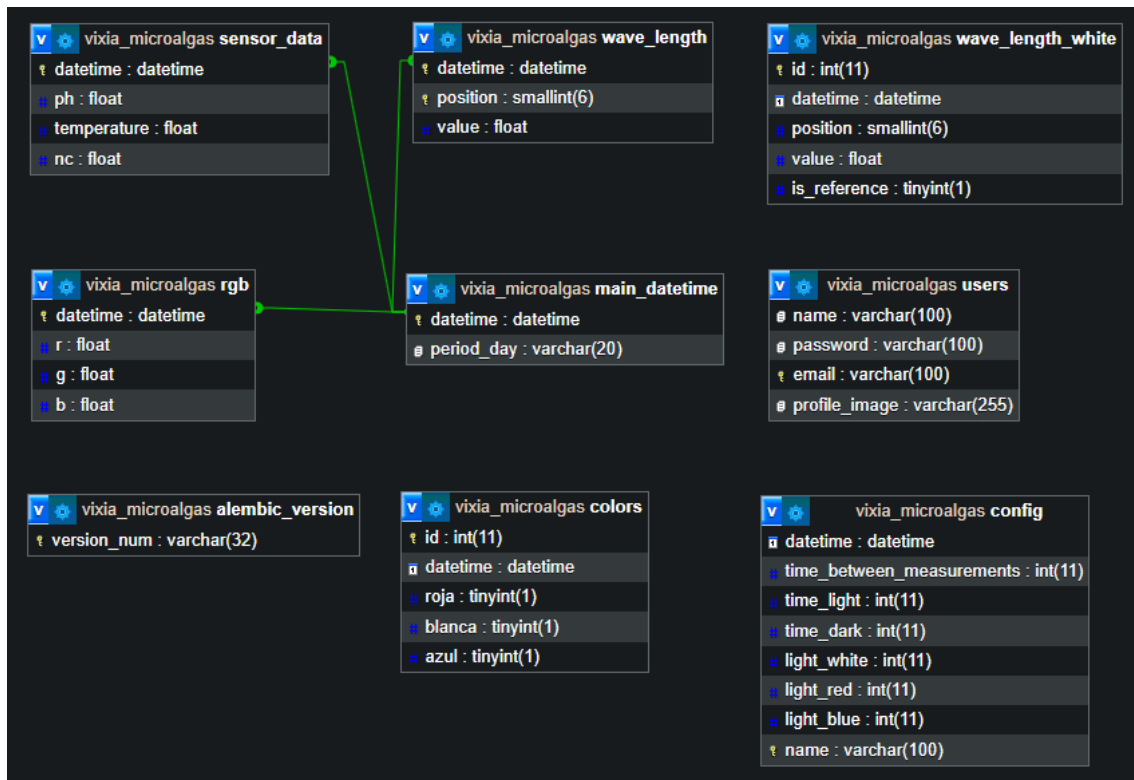 v vixia_microalgas sensor_data
datetime : datetime
# ph : float
# temperature : float
# nc : float
v vixia_microalgas wave_length
datetime : datetime
position : smallint(6)
# value : float
v vixia_microalgas wave_length_white
id : int(11)
datetime : datetime
# position : smallint(6)
# value : float
# is_reference : tinyint(1)
v vixia_microalgas rgb
datetime : datetime
# r : float
# g : float
# b : float
v vixia_microalgas main_datetime
datetime : datetime
period_day : varchar(20)
v vixia_microalgas users
name : varchar(100)
password : varchar(100)
email : varchar(100)
profile_image : varchar(255)
v vixia_microalgas alembic_version
version_num : varchar(32)
v vixia_microalgas colors
id : int(11)
datetime : datetime
# roja : tinyint(1)
# blanca : tinyint(1)
# azul : tinyint(1)
v vixia_microalgas config
datetime : datetime
# time_between_measurements : int(11)
# time_light : int(11)
# time_dark : int(11)
# light_white : int(11)
# light_red : int(11)
# light_blue : int(11)
name : varchar(100)